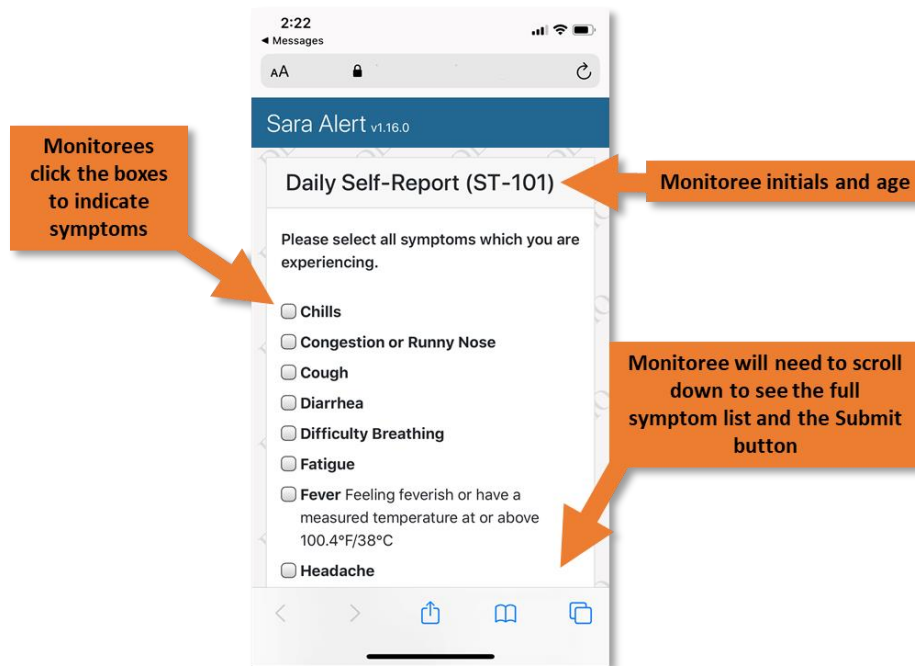 2:22
◀ Messages
AA
Sara Alert v1.16.0
Daily Self-Report (ST-101)
Please select all symptoms which you are
experiencing.
Chills
Congestion or Runny Nose
Cough
Diarrhea
Difficulty Breathing
Fatigue
Fever Feeling feverish or have a
measured temperature at or above
100.4°F/38°C
Headache
Monitorees
click the boxes
to indicate
symptoms
Monitoree initials and age
Monitoree will need to scroll
down to see the full
symptom list and the Submit
button